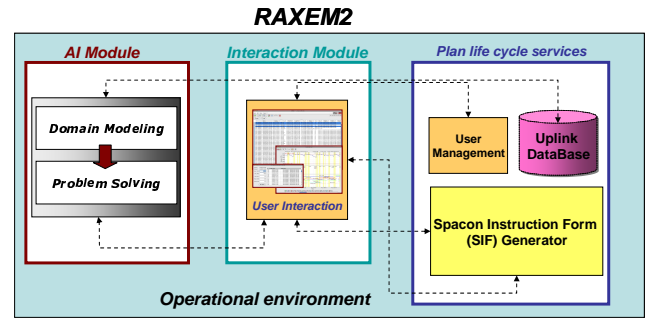 RAXEM2
AI Module
Interaction Module
Plan life cycle services
Domain Modeling
Problem Solving
User Interaction
User
Management
Uplink
DataBase
Spacon Instruction Form
(SIF) Generator
Operational environment